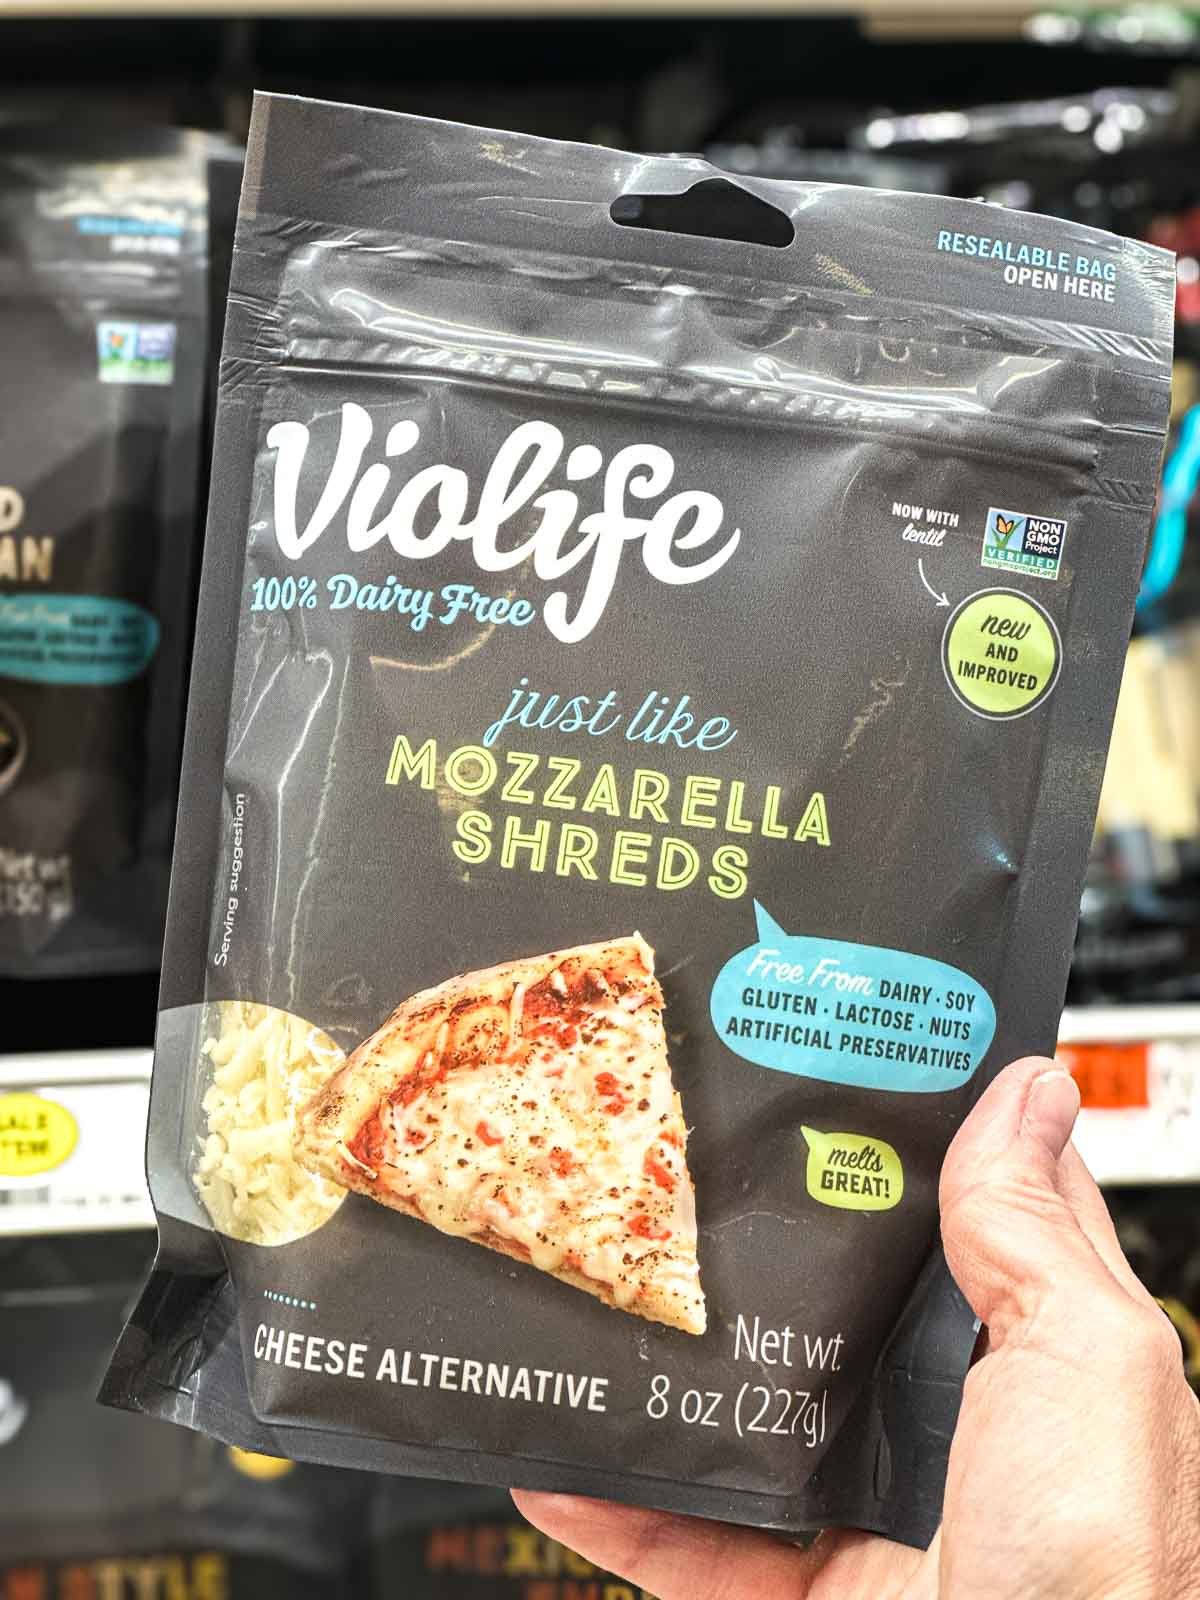 RESEALABLE BAG
OPEN HERE
Violife
100% Dairy Free
NOW WITH
lentil
NON
GMO
Project
VERIFIED
nongmoproject.org
new
AND
IMPROVED
just like
MOZZARELLA
SHREDS
Serving suggestion
Free From DAIRY · SOY
GLUTEN · LACTOSE · NUTS
ARTIFICIAL PRESERVATIVES
melts
GREAT!
CHEESE ALTERNATIVE
Net wt.
8 oz (227g)
STYLE